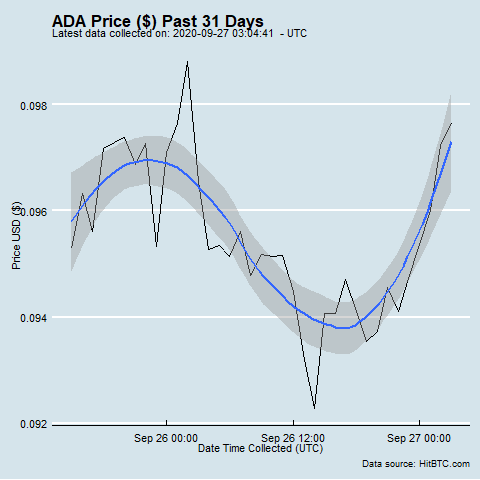 ADA Price ($) Past 31 Days
Latest data collected on: 2020-09-27 03:04:41  - UTC
0.098
0.096
0.094
0.092
Price USD ($)
Sep 26 00:00
Sep 26 12:00
Sep 27 00:00
Date Time Collected (UTC)
Data source: HitBTC.com